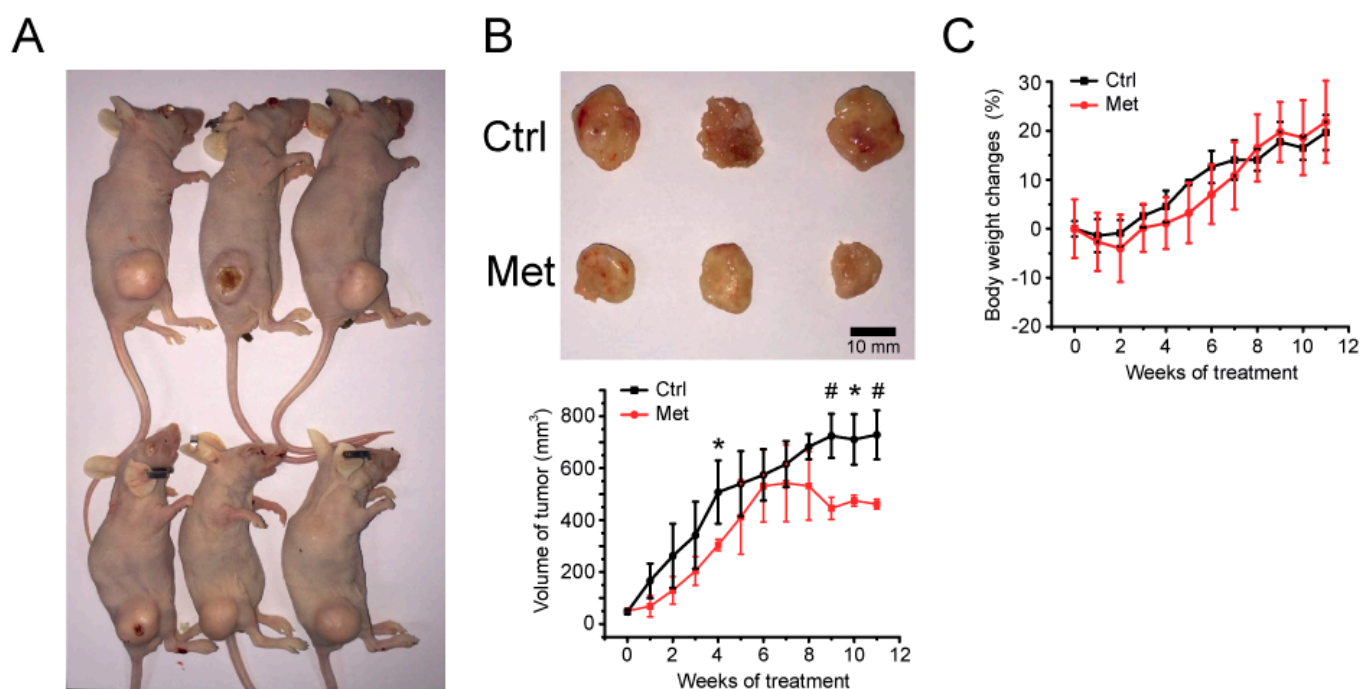 A
B
C
Ctrl
Met
10 mm
Ctrl
Met
# * #
*
Volume of tumor (mm³)
800
600
400
200
0
0 2 4 6 8 10 12
Weeks of treatment
Ctrl
Met
Body weight changes (%)
30
20
10
0
-10
-20
0 2 4 6 8 10 12
Weeks of treatment